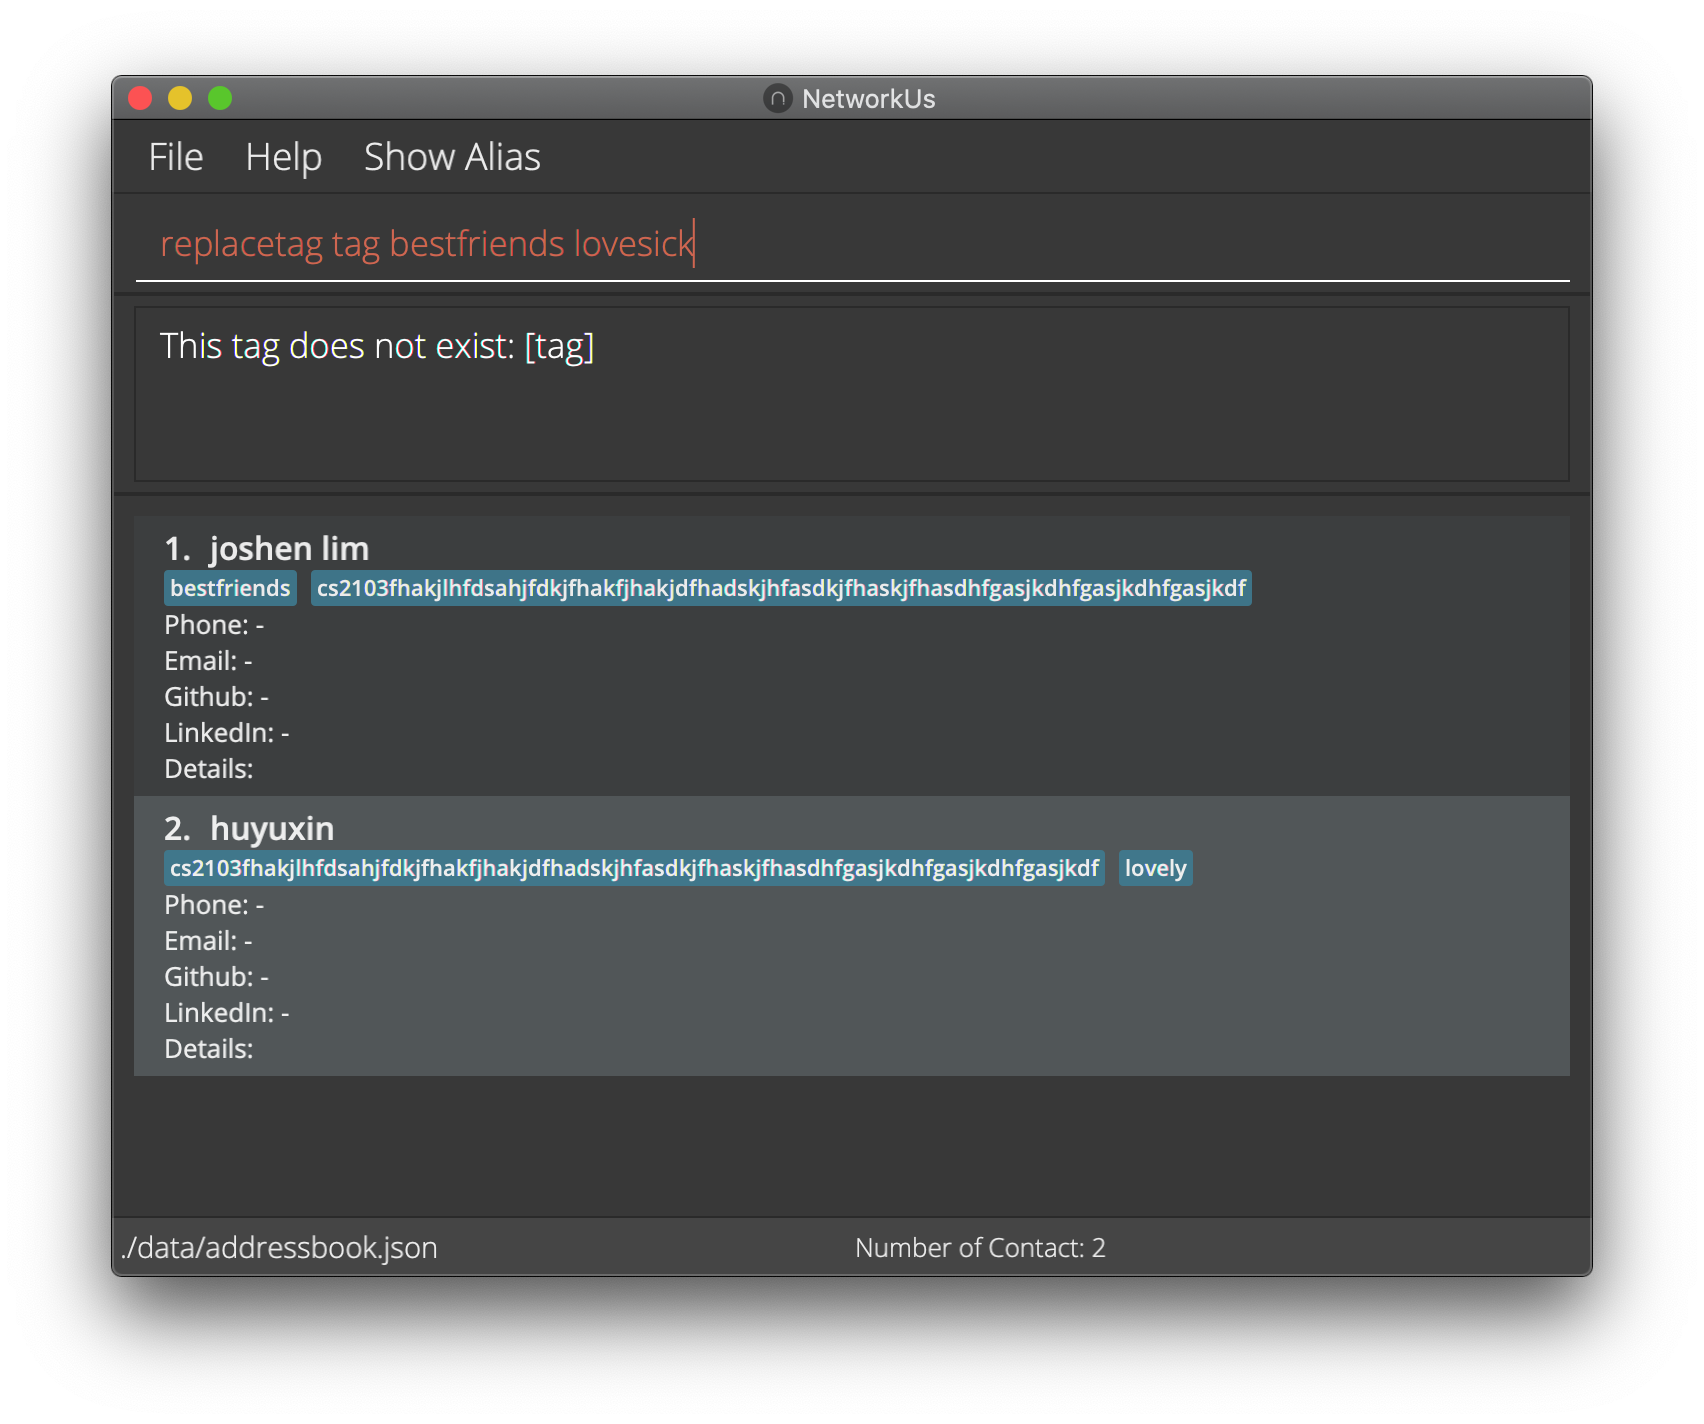 NetworkUs
File Help Show Alias
replacetag tag bestfriends lovesick
This tag does not exist: [tag]
1. joshen lim
bestfriends cs2103fhakjlhfdsahjfdkjfhakfjhakjdfhadskjhfasdkjfhaskjfhasdhfgasjkdhfgasjkdhfgasjkdf
Phone: -
Email: -
Github: -
LinkedIn: -
Details:
2. huyuxin
cs2103fhakjlhfdsahjfdkjfhakfjhakjdfhadskjhfasdkjfhaskjfhasdhfgasjkdhfgasjkdhfgasjkdf lovely
Phone: -
Email: -
Github: -
LinkedIn: -
Details:
./data/addressbook.json Number of Contact: 2